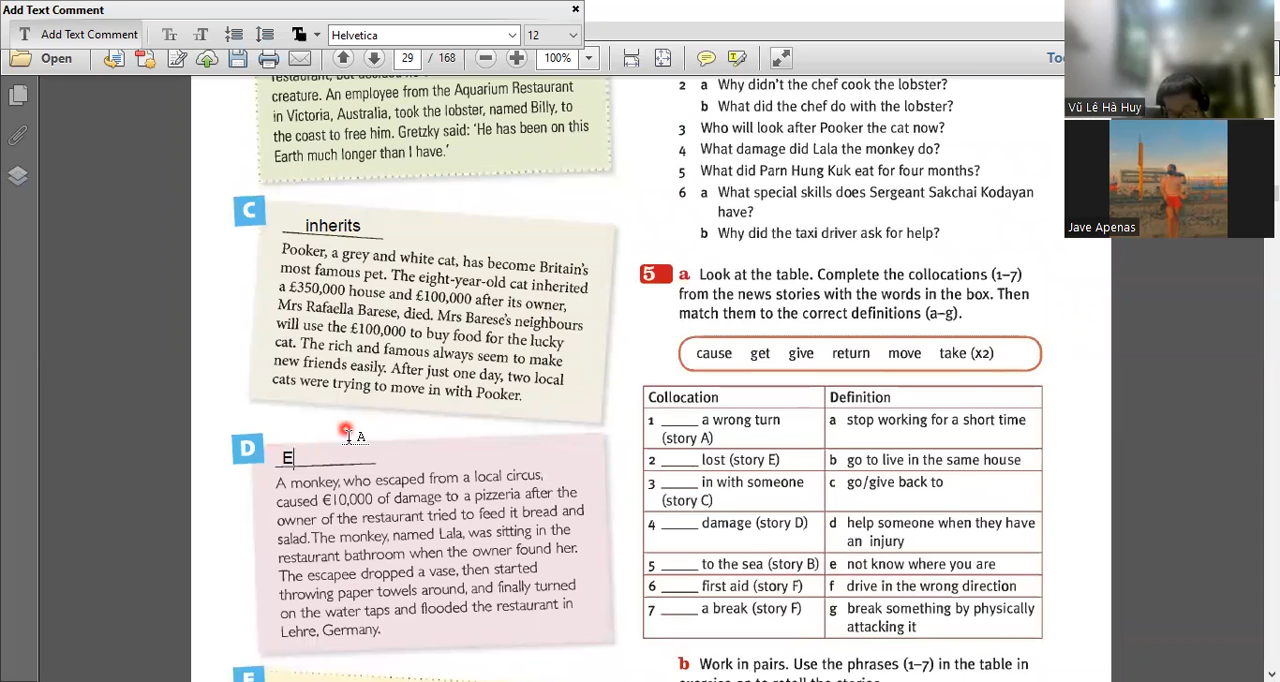 Add Text Comment
Add Text Comment
Helvetica
12
Open
29 / 168
100%
creature. An employee from the Aquarium Restaurant
in Victoria, Australia, took the lobster, named Billy, to
the coast to free him. Gretzky said: 'He has been on this
Earth much longer than I have.'
C
inherits
Pooker, a grey and white cat, has become Britain's
most famous pet. The eight-year-old cat inherited
a £350,000 house and £100,000 after its owner,
Mrs Rafaella Barese, died. Mrs Barese's neighbours
will use the £100,000 to buy food for the lucky
cat. The rich and famous always seem to make
new friends easily. After just one day, two local
cats were trying to move in with Pooker.
D
E
A monkey, who escaped from a local circus,
caused €10,000 of damage to a pizzeria after the
owner of the restaurant tried to feed it bread and
salad. The monkey, named Lala, was sitting in the
restaurant bathroom when the owner found her.
The escapee dropped a vase, then started
throwing paper towels around, and finally turned
on the water taps and flooded the restaurant in
Lehre, Germany.
2 a Why didn't the chef cook the lobster?
b What did the chef do with the lobster?
3 Who will look after Pooker the cat now?
4 What damage did Lala the monkey do?
5 What did Parn Hung Kuk eat for four months?
6 a What special skills does Sergeant Sakchai Kodayan
have?
b Why did the taxi driver ask for help?
5 a Look at the table. Complete the collocations (1–7)
from the news stories with the words in the box. Then
match them to the correct definitions (a–g).
cause get give return move take (x2)
Collocation Definition
1 _____ a wrong turn a stop working for a short time
(story A)
2 _____ lost (story E) b go to live in the same house
3 _____ in with someone c go/give back to
(story C)
4 _____ damage (story D) d help someone when they have
an injury
5 _____ to the sea (story B) e not know where you are
6 _____ first aid (story F) f drive in the wrong direction
7 _____ a break (story F) g break something by physically
attacking it
b Work in pairs. Use the phrases (1–7) in the table in
Vũ Lê Hà Huy
Jave Apenas